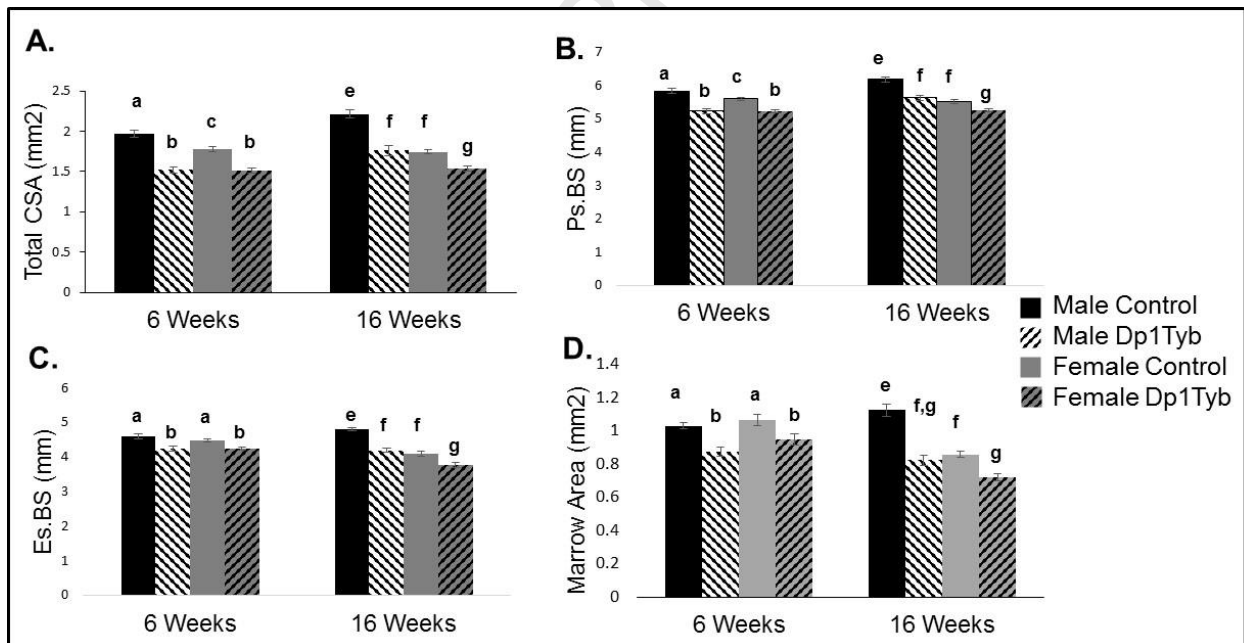 A.
Total CSA (mm2)
2.5
2
1.5
1
0.5
0
a
b
c
b
e
f
f
g
6 Weeks
16 Weeks
B.
Ps.BS (mm)
7
6
5
4
3
2
1
0
a
b
c
b
e
f
f
g
6 Weeks
16 Weeks
C.
Es.BS (mm)
6
5
4
3
2
1
0
a
b
a
b
e
f
f
g
6 Weeks
16 Weeks
D.
Marrow Area (mm2)
1.4
1.2
1
0.8
0.6
0.4
0.2
0
a
b
a
b
e
f,g
f
g
6 Weeks
16 Weeks
Male Control
Male Dp1Tyb
Female Control
Female Dp1Tyb